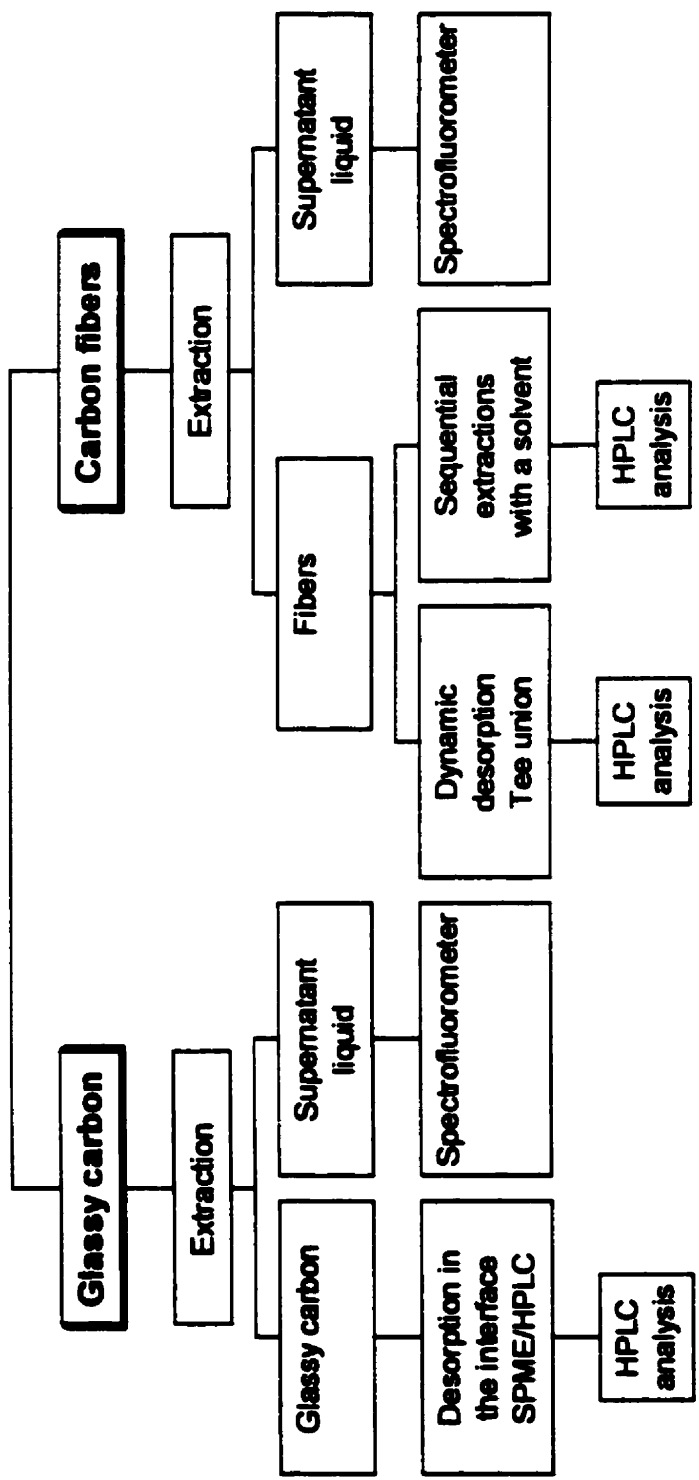 Glassy carbon
Carbon fibers
Extraction
Extraction
Glassy carbon
Supernatant
liquid
Fibers
Supernatant
liquid
Desorption in
the interface
SPME/HPLC
Spectrofluorometer
Dynamic
desorption
Tee union
Sequential
extractions
with a solvent
Spectrofluorometer
HPLC
analysis
HPLC
analysis
HPLC
analysis